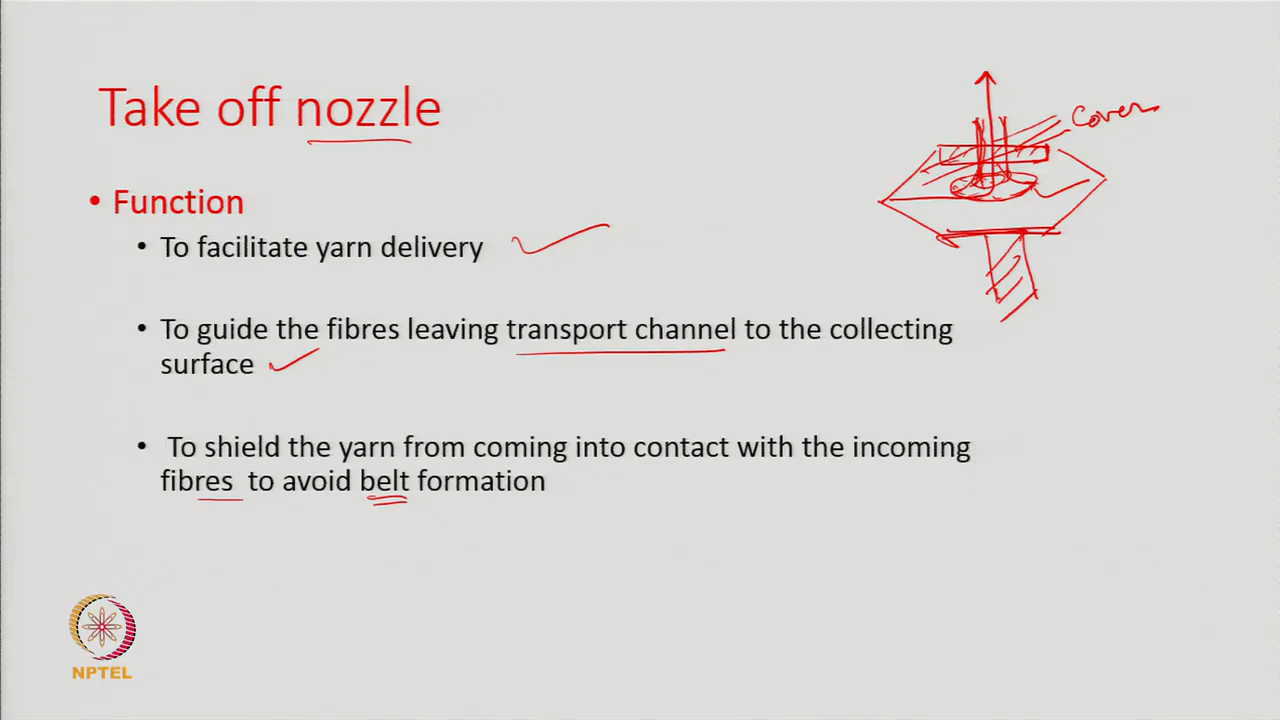 Take off nozzle
Cover
• Function
• To facilitate yarn delivery
• To guide the fibres leaving transport channel to the collecting
surface
• To shield the yarn from coming into contact with the incoming
fibres to avoid belt formation
NPTEL